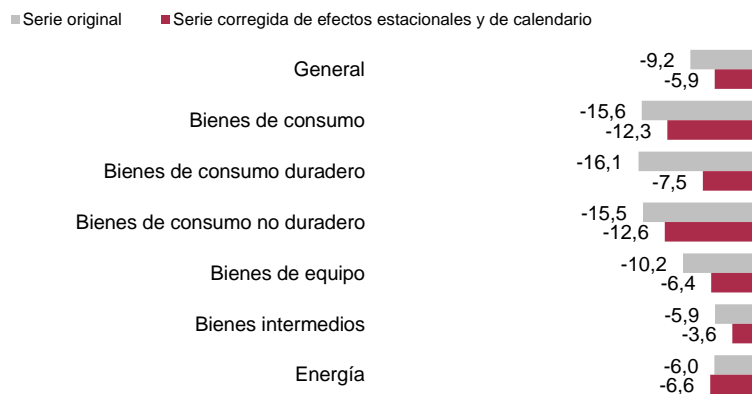 Serie original Serie corregida de efectos estacionales y de calendario
General -9,2
-5,9
Bienes de consumo -15,6
-12,3
Bienes de consumo duradero -16,1
-7,5
Bienes de consumo no duradero -15,5
-12,6
Bienes de equipo -10,2
-6,4
Bienes intermedios -5,9
-3,6
Energía -6,0
-6,6